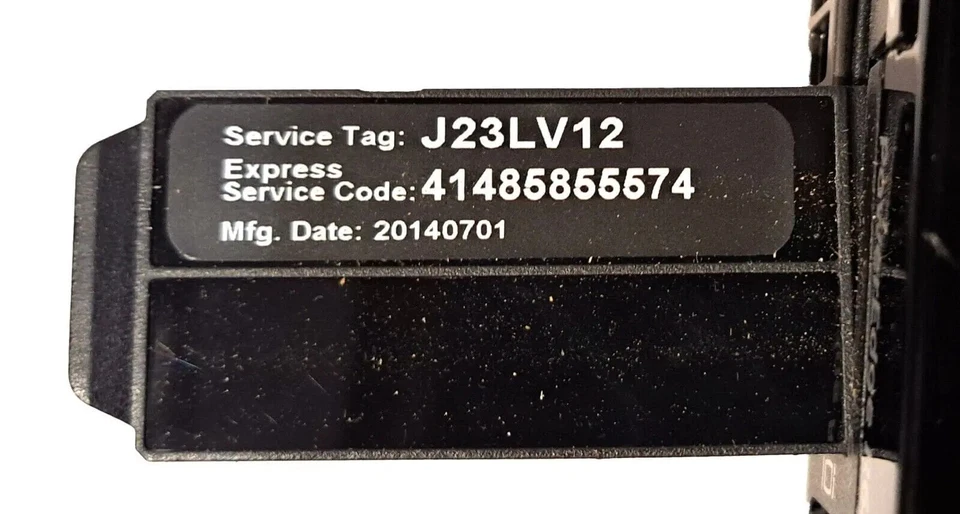 Service Tag: J23LV12
Express
Service Code: 41485855574
Mfg. Date: 20140701